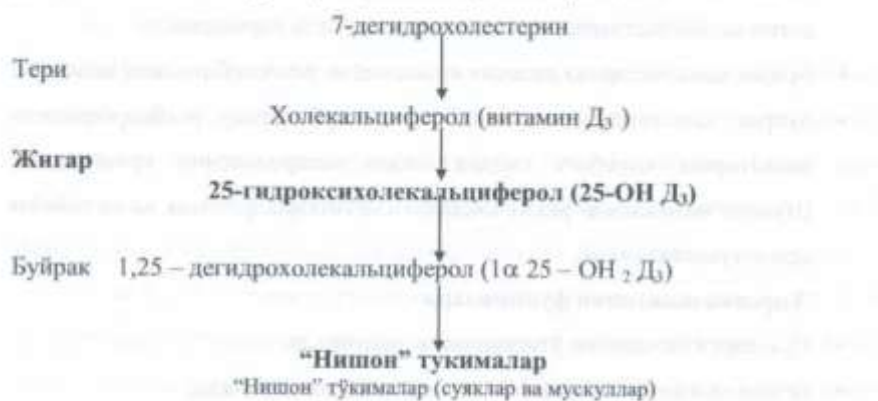 7-дегидрохолестерин
Тери
Холекальциферол (витамин Д₃ )
Жигар
25-гидроксихолекальциферол (25-ОН Д₃)
Буйрак 1,25 – дегидрохолекальциферол (1α 25 – ОН ₂ Д₃)
“Нишон” тўкималар
“Нишон” тўкималар (суяклар ва мускуллар)